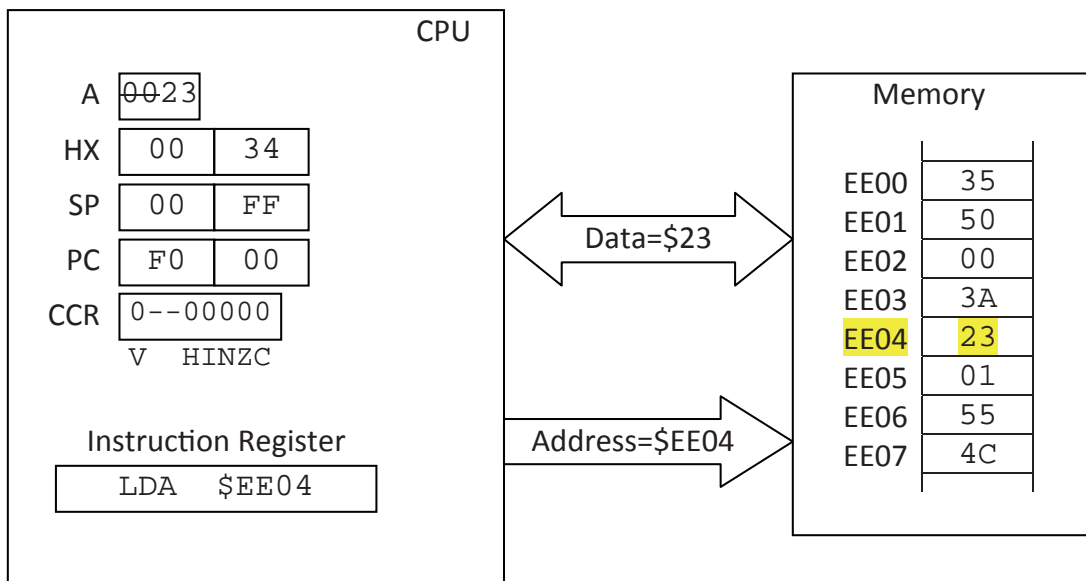 CPU
A 0023
HX 00 34
SP 00 FF
PC F0 00
CCR 0--00000
V HINZC
Instruction Register
LDA $EE04
Data=$23
Address=$EE04
Memory
EE00 35
EE01 50
EE02 00
EE03 3A
EE04 23
EE05 01
EE06 55
EE07 4C